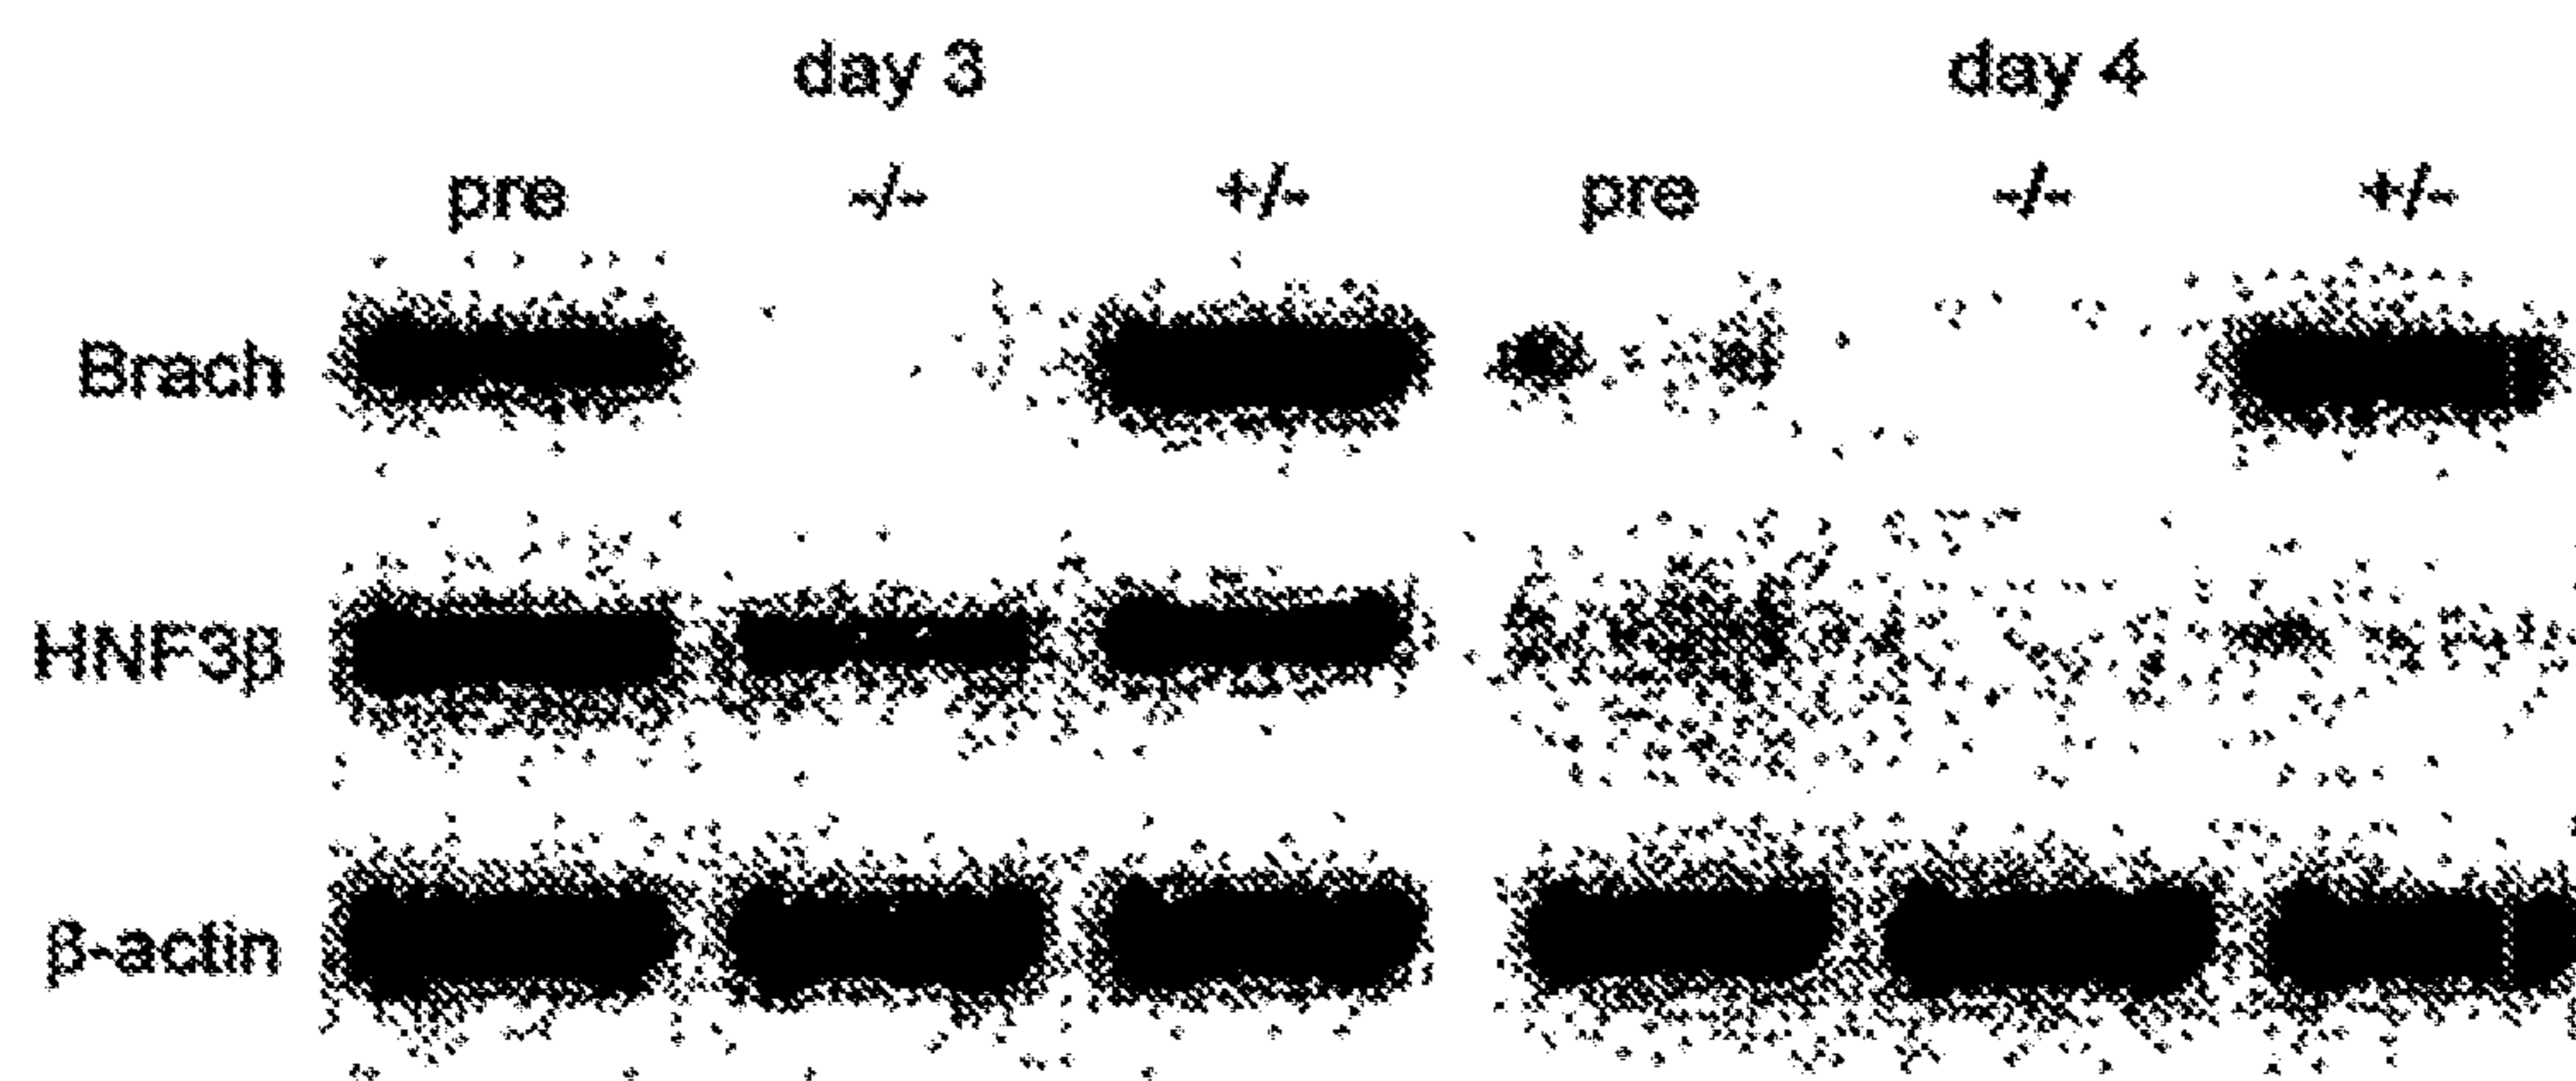 day 3 day 4
pre -/- +/- pre -/- +/-
Brach
HNF3β
β-actin